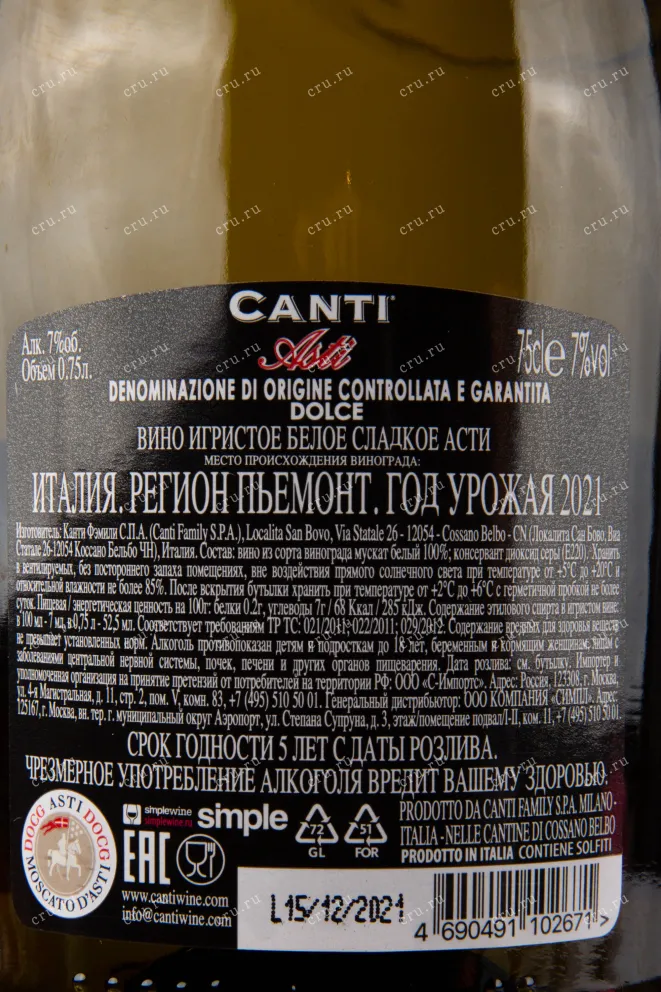 CANTI
Алк. 7%об.
Объем 0.75л.
Asti
75cl e 7%vol
DENOMINAZIONE DI ORIGINE CONTROLLATA E GARANTITA
DOLCE
ВИНО ИГРИСТОЕ БЕЛОЕ СЛАДКОЕ АСТИ
МЕСТО ПРОИСХОЖДЕНИЯ ВИНОГРАДА:
ИТАЛИЯ. РЕГИОН ПЬЕМОНТ. ГОД УРОЖАЯ 2021
Изготовитель: Канти Фэмили С.П.А. (Canti Family S.P.A.), Localita San Bovo, Via Statale 26 - 12054 - Cossano Belbo - CN (Локалита Сан Бово, Виа
Статале 26-12054 Коссано Бельбо ЧН), Италия. Состав: вино из сорта винограда мускат белый 100%; консервант диоксид серы (Е220). Хранить
в вентилируемых, без постороннего запаха помещениях, вне воздействия прямого солнечного света при температуре от +5°С до +20°С и
относительной влажности не более 85%. После вскрытия бутылки хранить при температуре от +2°С до +6°С с герметичной пробкой не более
суток. Пищевая / энергетическая ценность на 100г: белки 0.2г, углеводы 7г / 68 Ккал / 285 кДж. Содержание этилового спирта в игристом вине:
в 100 мл - 7 мл, в 0,75 л - 52,5 мл. Соответствует требованиям ТР ТС: 021/2011; 022/2011; 029/2012. Содержание вредных для здоровья веществ
не превышает установленных норм. Алкоголь противопоказан детям и подросткам до 18 лет, беременным и кормящим женщинам, лицам с
заболеваниями центральной нервной системы, почек, печени и других органов пищеварения. Дата розлива: см. бутылку. Импортер и
уполномоченная организация на принятие претензий от потребителей на территории РФ: ООО «С-Импортс». Адрес: Россия, 123308, г. Москва,
ул. 4-я Магистральная, д. 11, стр. 2, пом. V, комн. 83, +7 (495) 510 50 01. Генеральный дистрибьютор: ООО КОМПАНИЯ «СИМПЛ». Адрес:
125167, г. Москва, вн. тер. г. муниципальный округ Аэропорт, ул. Степана Супруна, д. 3, этаж/помещение подвал/I-II, ком. 11, +7 (495) 510 50 01.
СРОК ГОДНОСТИ 5 ЛЕТ С ДАТЫ РОЗЛИВА.
ЧРЕЗМЕРНОЕ УПОТРЕБЛЕНИЕ АЛКОГОЛЯ ВРЕДИТ ВАШЕМУ ЗДОРОВЬЮ.
DOCG ASTI DOCG
MOSCATO D'ASTI
simplewine
simplewine.ru
simple
72
GL
51
FOR
EAC
PRODOTTO DA CANTI FAMILY S.P.A. MILANO -
ITALIA - NELLE CANTINE DI COSSANO BELBO
PRODOTTO IN ITALIA CONTIENE SOLFITI
www.cantiwine.com
info@cantiwine.com
L15/12/2021
4 690491 102671 >